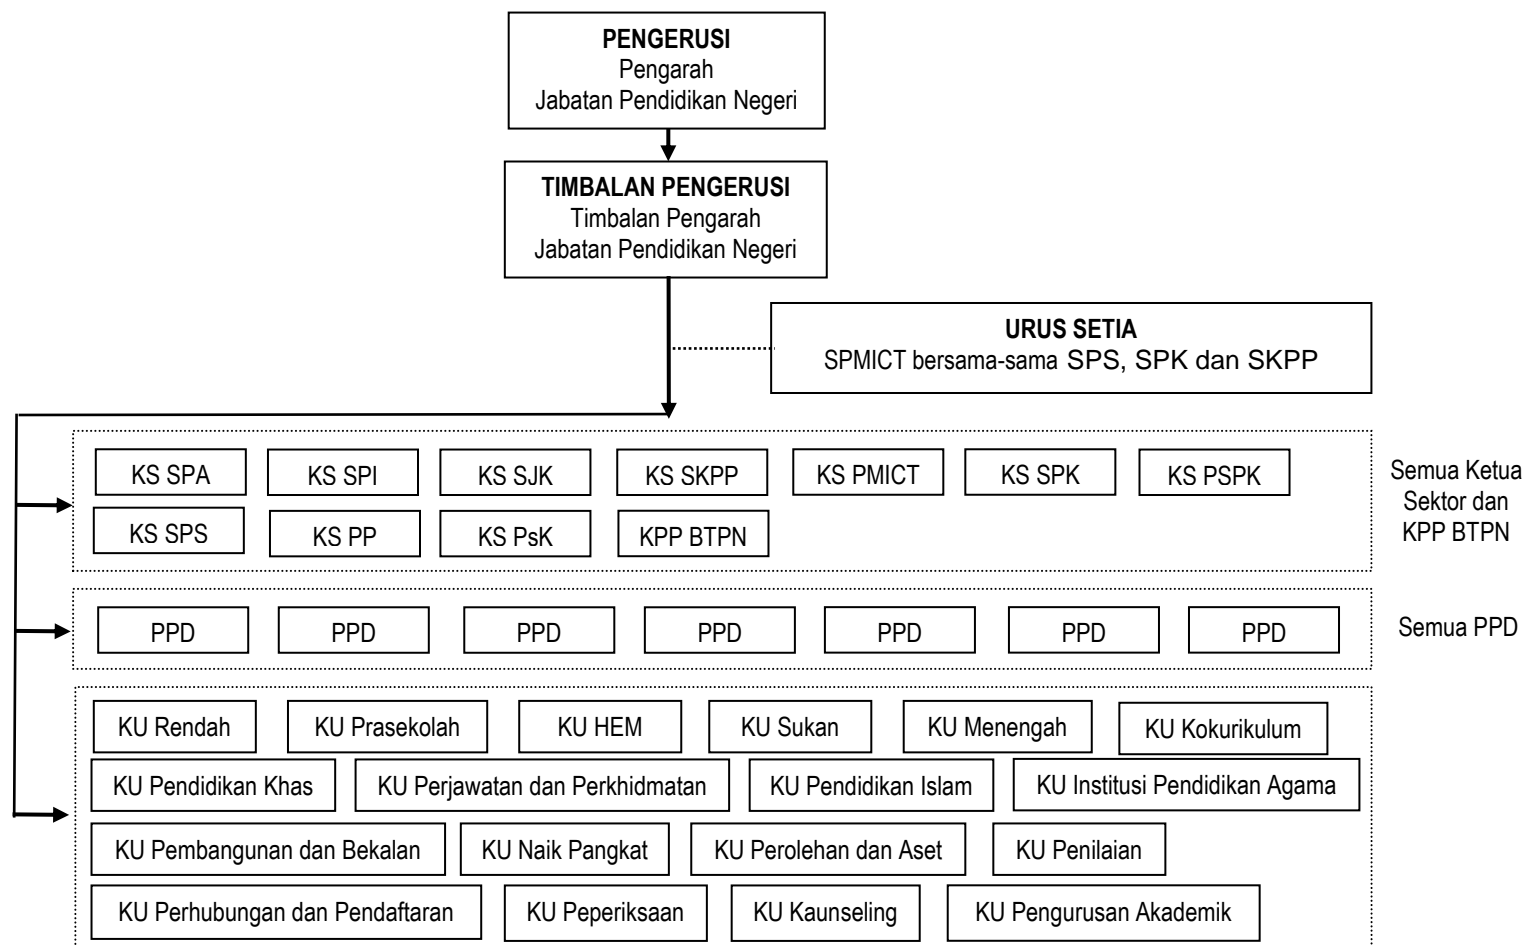 PENGERUSI
Pengarah
Jabatan Pendidikan Negeri
TIMBALAN PENGERUSI
Timbalan Pengarah
Jabatan Pendidikan Negeri
URUS SETIA
SPMICT bersama-sama SPS, SPK dan SKPP
KS SPA KS SPI KS SJK KS SKPP KS PMICT KS SPK KS PSPK
KS SPS KS PP KS PsK KPP BTPN
Semua Ketua
Sektor dan
KPP BTPN
PPD PPD PPD PPD PPD PPD PPD
Semua PPD
KU Rendah KU Prasekolah KU HEM KU Sukan KU Menengah KU Kokurikulum
KU Pendidikan Khas KU Perjawatan dan Perkhidmatan KU Pendidikan Islam KU Institusi Pendidikan Agama
KU Pembangunan dan Bekalan KU Naik Pangkat KU Perolehan dan Aset KU Penilaian
KU Perhubungan dan Pendaftaran KU Peperiksaan KU Kaunseling KU Pengurusan Akademik